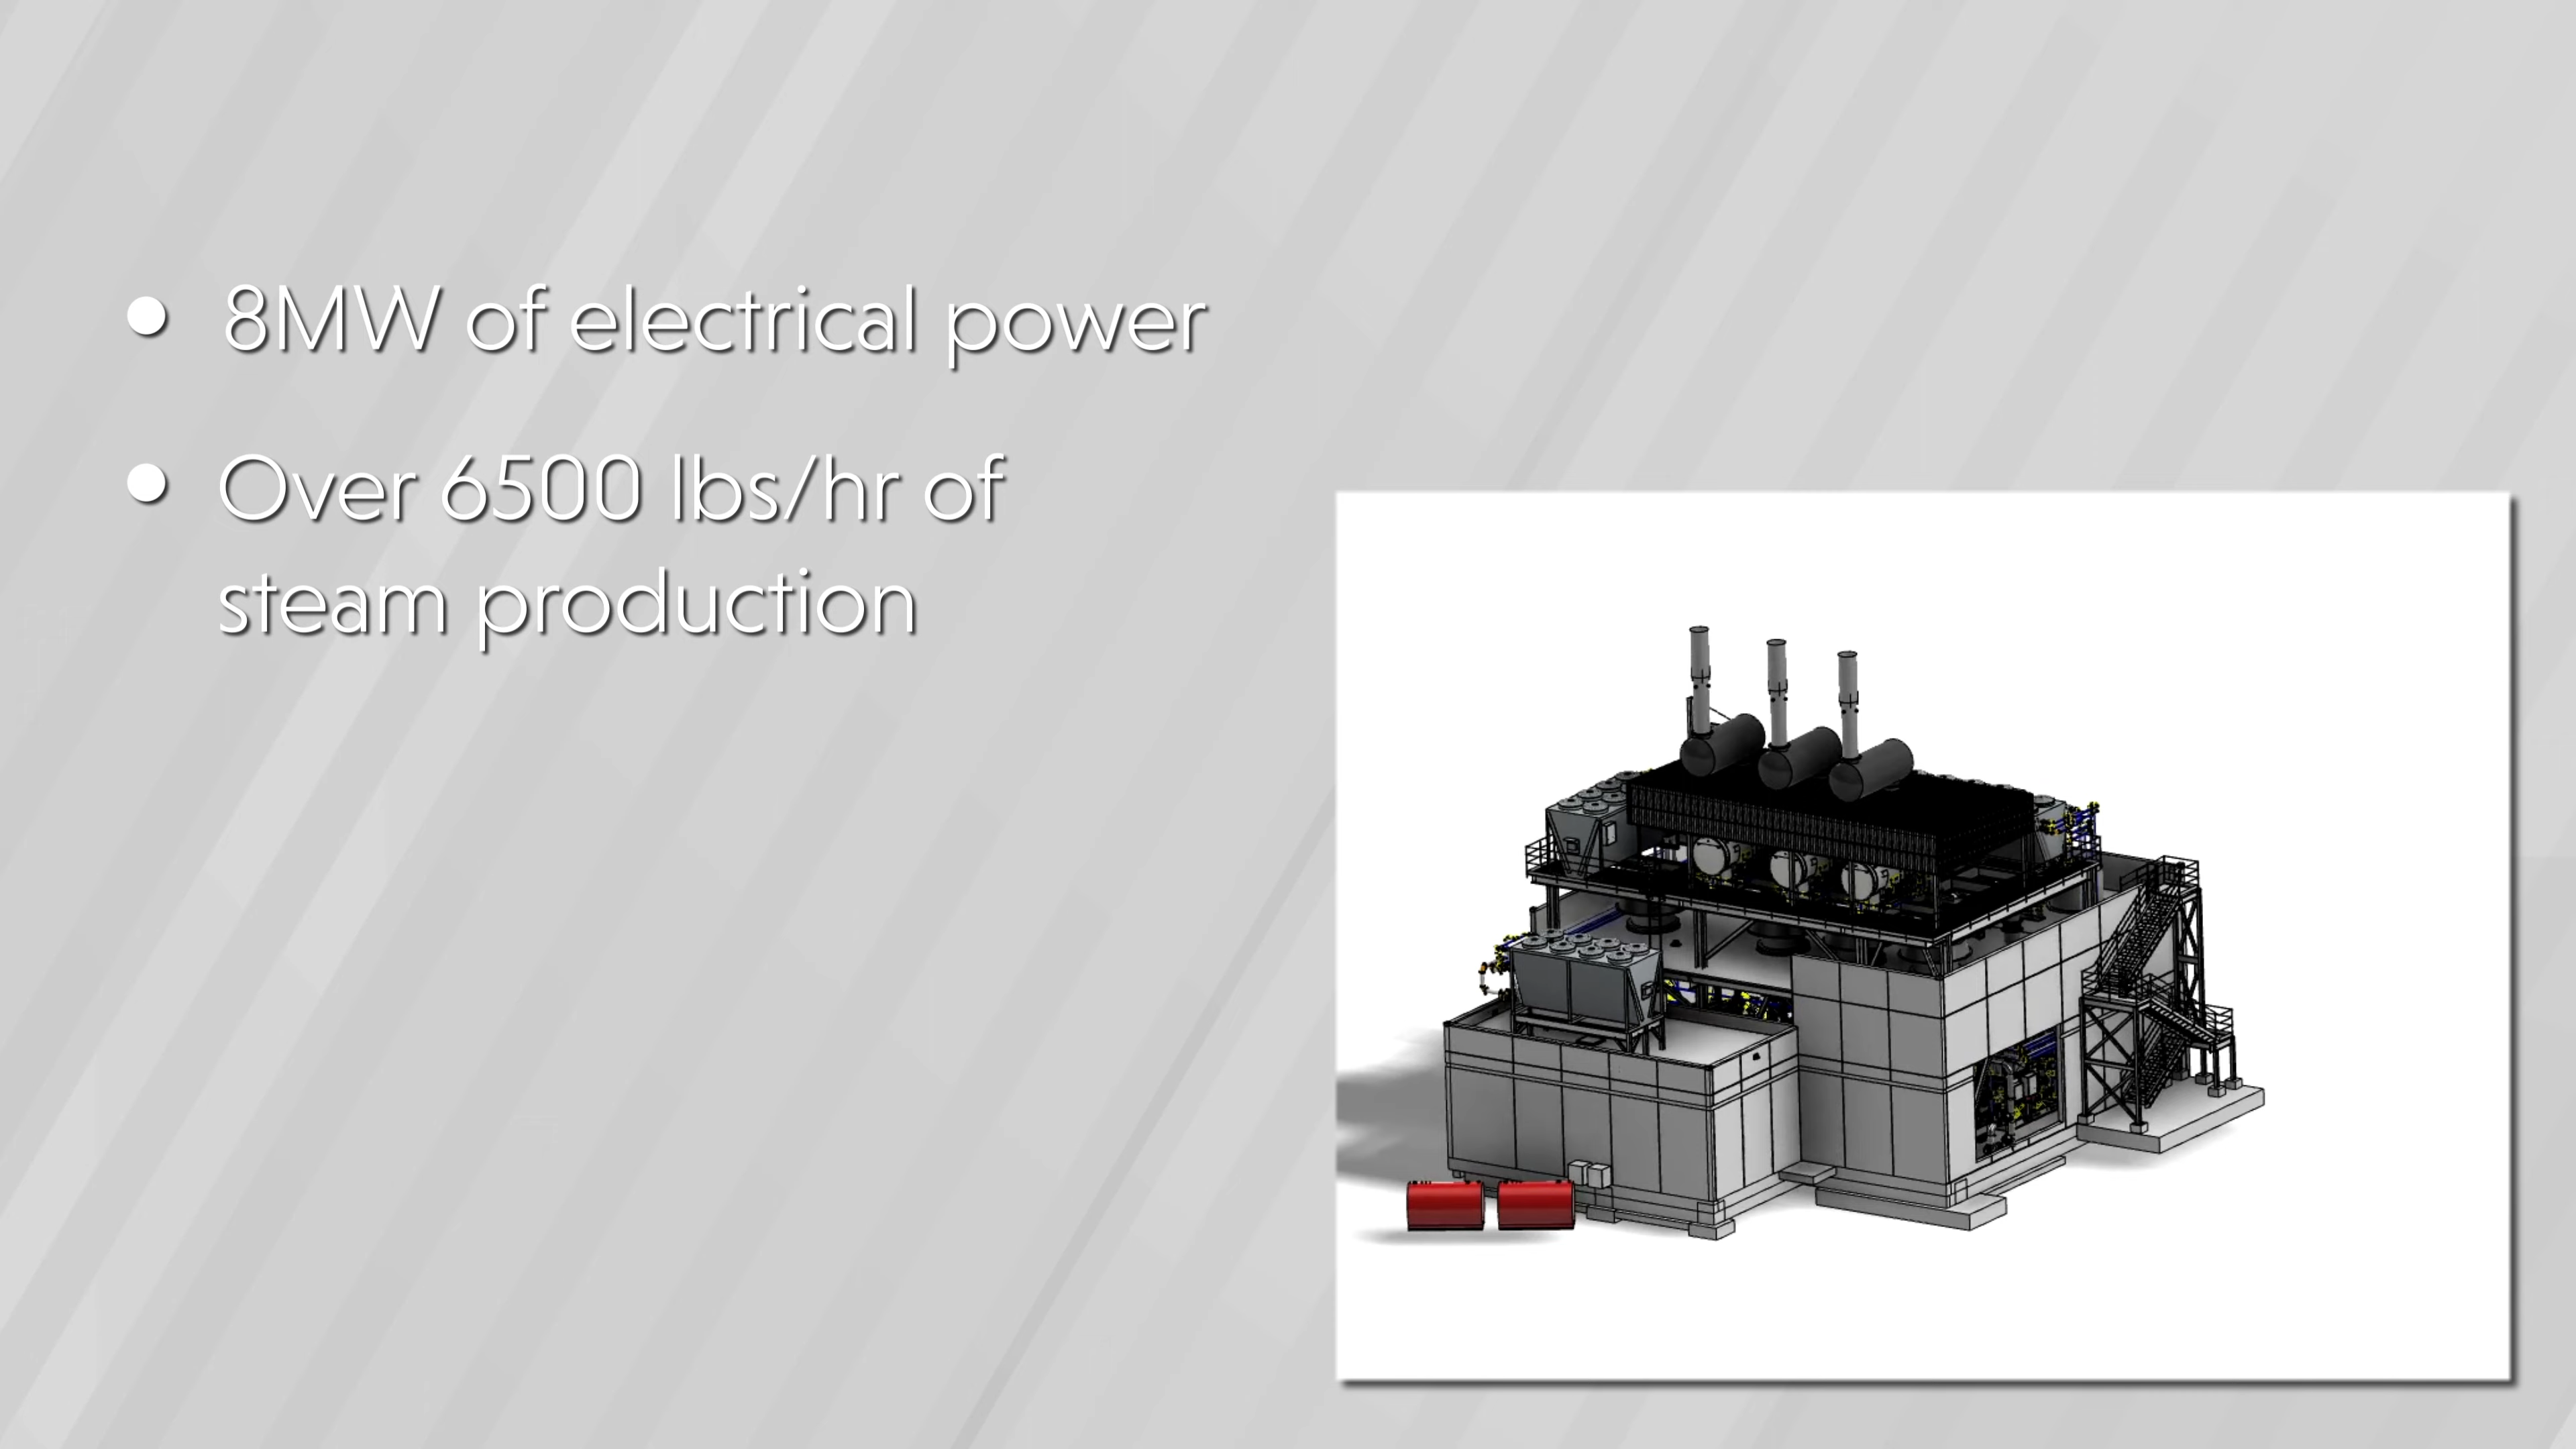 • 8MW of electrical power
• Over 6500 lbs/hr of
steam production